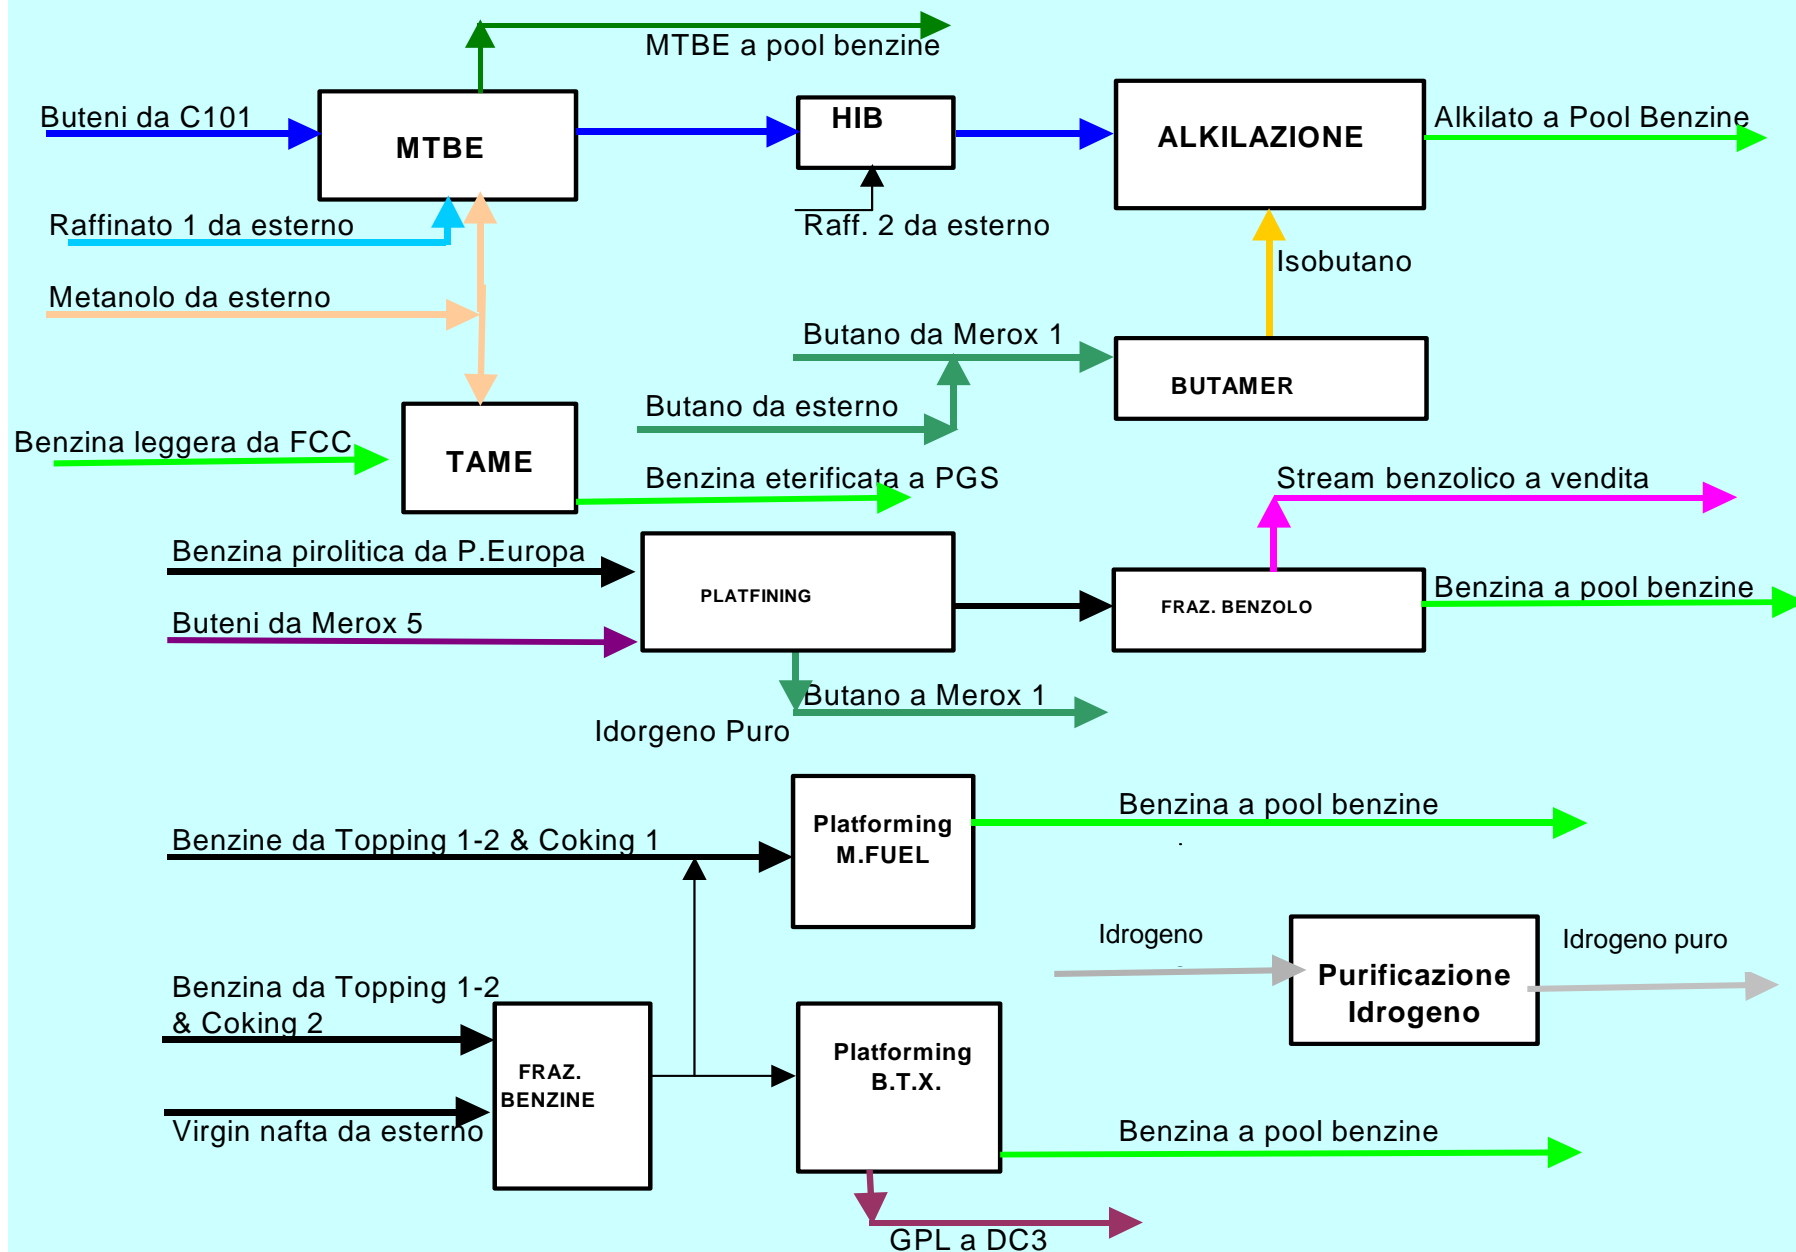 MTBE a pool benzine
Buteni da C101
MTBE
HIB
ALKILAZIONE
Alkilato a Pool Benzine
Raffinato 1 da esterno
Raff. 2 da esterno
Isobutano
Metanolo da esterno
Butano da Merox 1
BUTAMER
Butano da esterno
Benzina leggera da FCC
TAME
Benzina eterificata a PGS
Stream benzolico a vendita
Benzina pirolitica da P.Europa
PLATFINING
FRAZ. BENZOLO
Benzina a pool benzine
Buteni da Merox 5
Butano a Merox 1
Idorgeno Puro
Platforming
M.FUEL
Benzina a pool benzine
Benzine da Topping 1-2 & Coking 1
Idrogeno
Purificazione
Idrogeno
Idrogeno puro
Benzina da Topping 1-2
& Coking 2
FRAZ.
BENZINE
Platforming
B.T.X.
Virgin nafta da esterno
Benzina a pool benzine
GPL a DC3